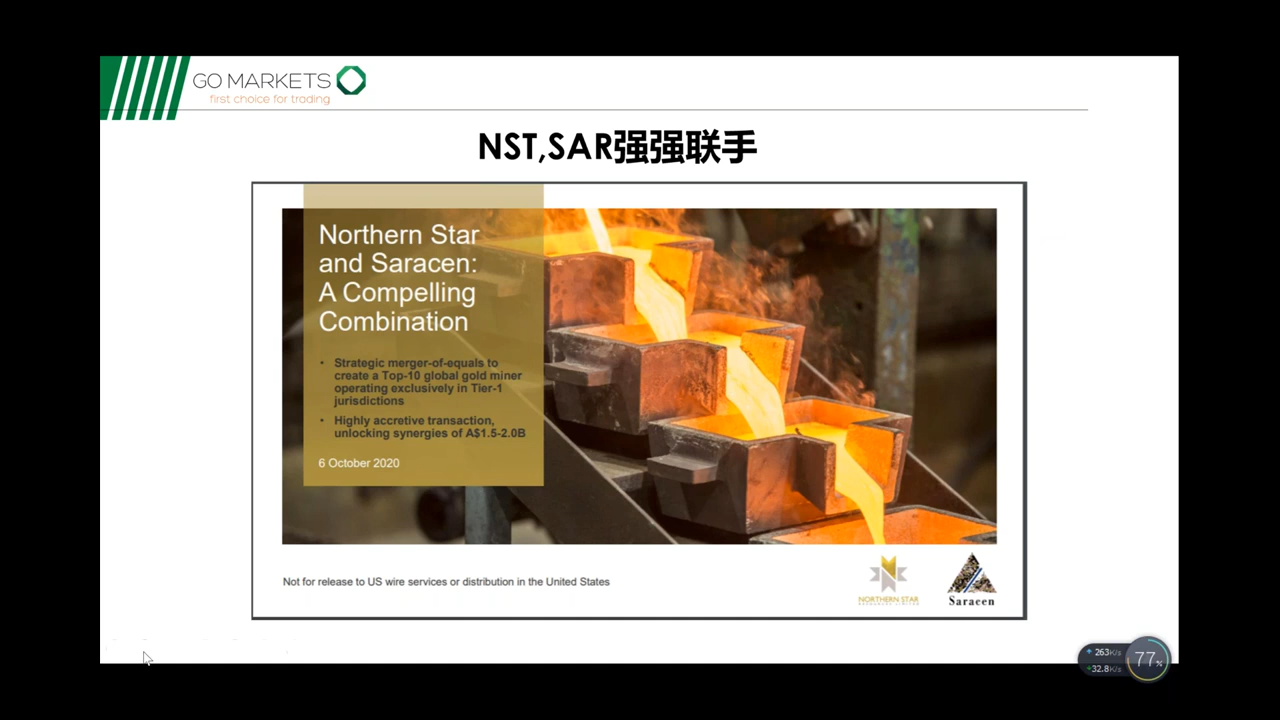 GO MARKETS
first choice for trading
NST,SAR强强联手
Northern Star
and Saracen:
A Compelling
Combination
• Strategic merger-of-equals to
create a Top-10 global gold miner
operating exclusively in Tier-1
jurisdictions
• Highly accretive transaction,
unlocking synergies of A$1.5-2.0B
6 October 2020
Not for release to US wire services or distribution in the United States
NORTHERN STAR
Saracen
263K/s
32.8K/s
77%